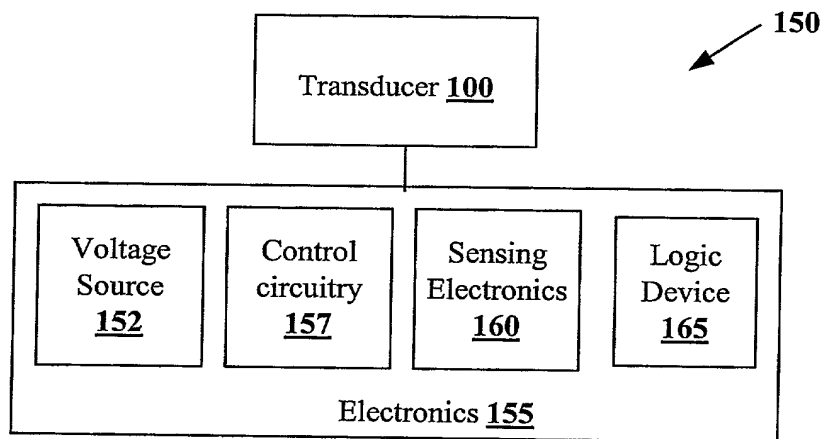 150
Transducer 100
Voltage
Source
152
Control
circuitry
157
Sensing
Electronics
160
Logic
Device
165
Electronics 155